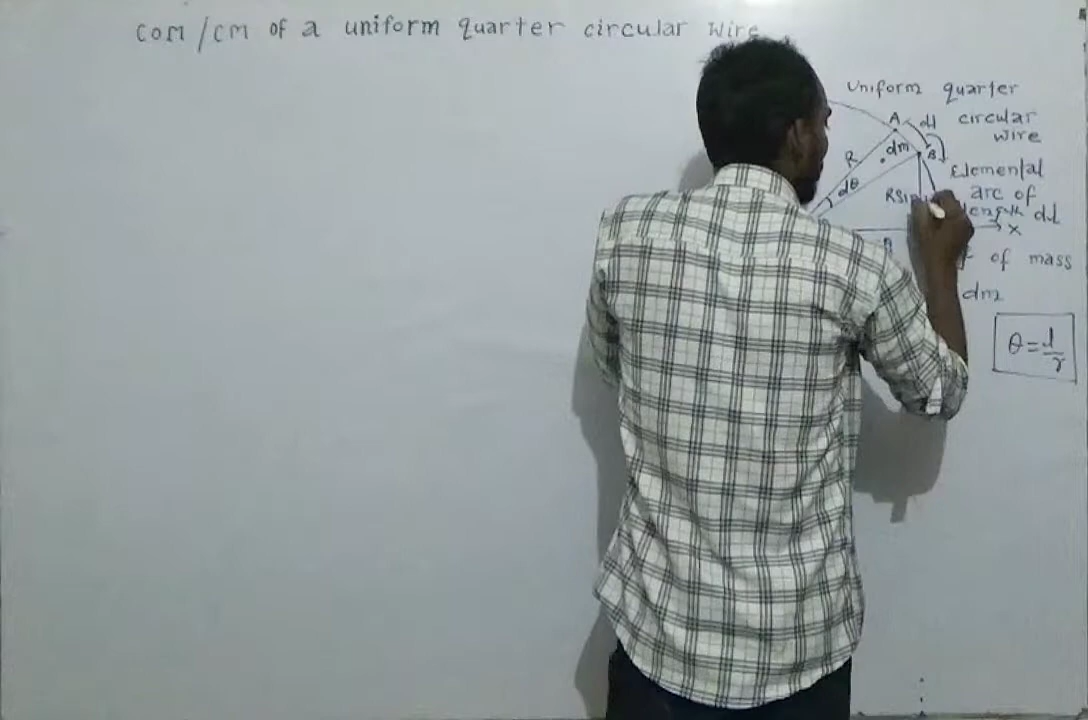 COM/CM of a uniform quarter circular wire
Uniform quarter
circular
wire
A
dl
R
dm
B
dθ
Elemental
arc of
length dl
x
of mass
dm
θ=l/r